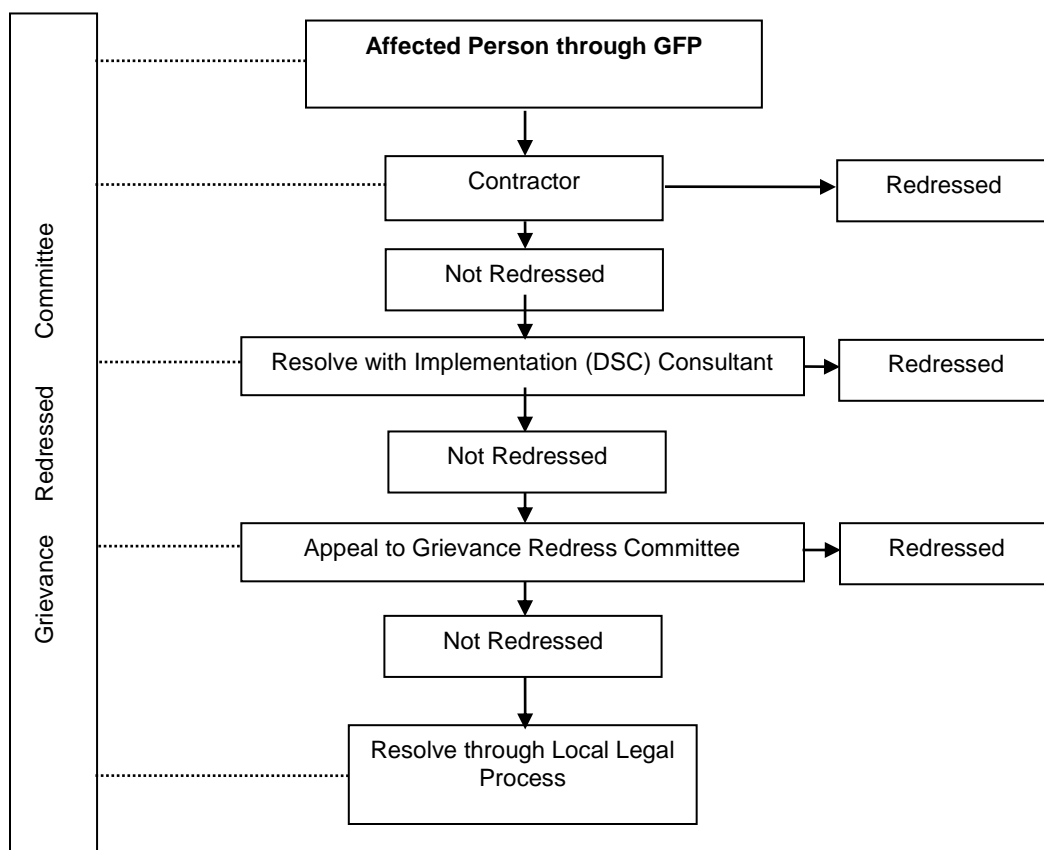 Affected Person through GFP
Contractor
Redressed
Not Redressed
Resolve with Implementation (DSC) Consultant
Redressed
Not Redressed
Appeal to Grievance Redress Committee
Redressed
Not Redressed
Resolve through Local Legal
Process
Grievance Redressed Committee